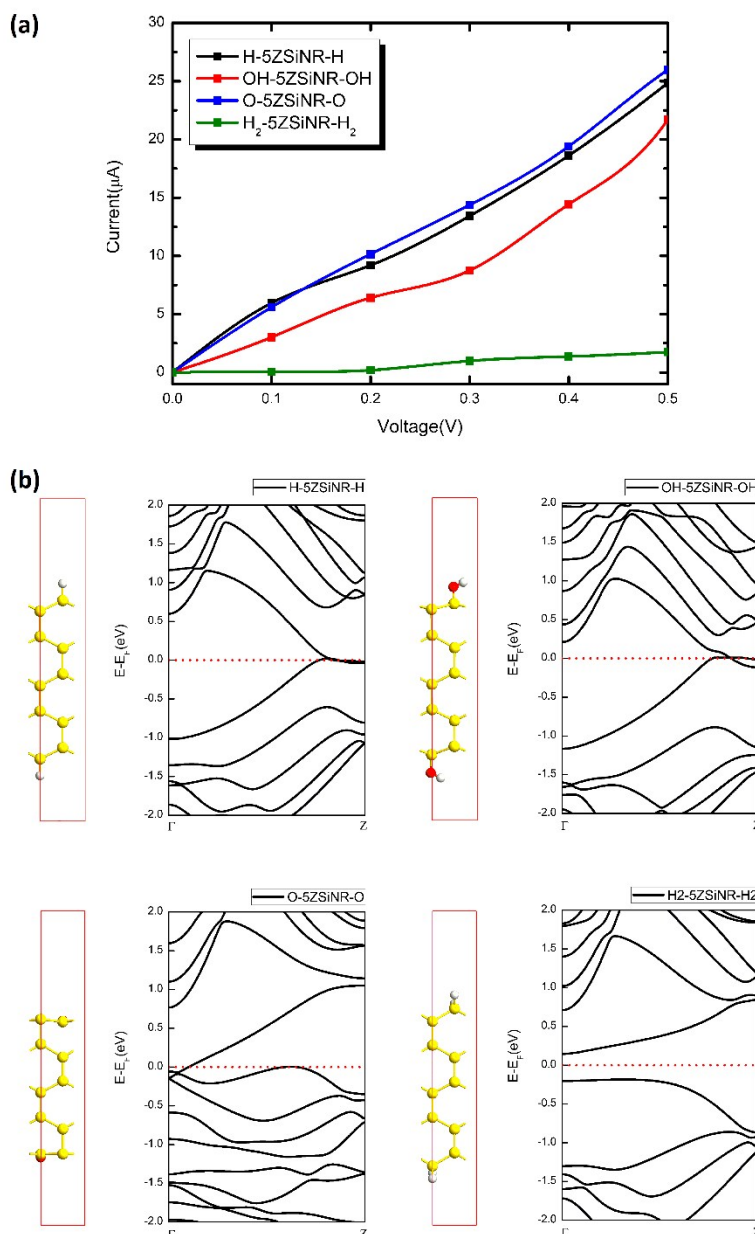 (a)
30
25
20
15
10
5
0
Current(μA)
H-5ZSiNR-H
OH-5ZSiNR-OH
O-5ZSiNR-O
H₂-5ZSiNR-H₂
0.0 0.1 0.2 0.3 0.4 0.5
Voltage(V)
(b)
H-5ZSiNR-H
2.0
1.5
1.0
0.5
0.0
-0.5
-1.0
-1.5
-2.0
E-E_F(eV)
Γ Z
OH-5ZSiNR-OH
2.0
1.5
1.0
0.5
0.0
-0.5
-1.0
-1.5
-2.0
E-E_F(eV)
Γ Z
O-5ZSiNR-O
2.0
1.5
1.0
0.5
0.0
-0.5
-1.0
-1.5
-2.0
E-E_F(eV)
Γ Z
H2-5ZSiNR-H2
2.0
1.5
1.0
0.5
0.0
-0.5
-1.0
-1.5
-2.0
E-E_F(eV)
Γ Z